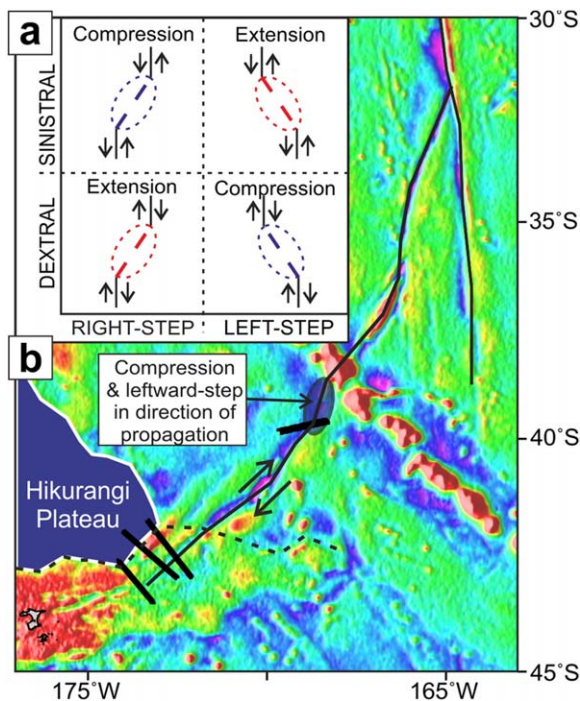 a
Compression
Extension
SINISTRAL
Extension
Compression
DEXTRAL
RIGHT-STEP
LEFT-STEP
30°S
35°S
40°S
45°S
b
Compression
& leftward-step
in direction of
propagation
Hikurangi
Plateau
175°W
165°W